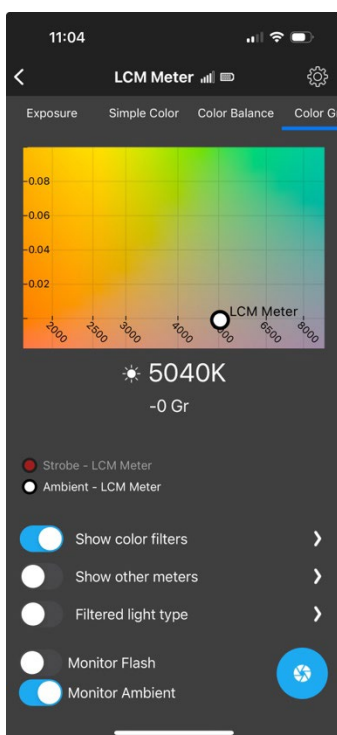 11:04
LCM Meter
Exposure Simple Color Color Balance Color G
-0.08
-0.06
-0.04
-0.02
LCM Meter
2000 2500 3000 4000 5000 6500 8000
5040K
-0 Gr
Strobe - LCM Meter
Ambient - LCM Meter
Show color filters
Show other meters
Filtered light type
Monitor Flash
Monitor Ambient